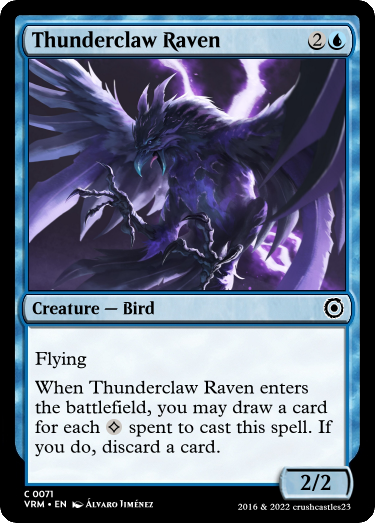 Thunderclaw Raven 2
Creature — Bird
Flying
When Thunderclaw Raven enters
the battlefield, you may draw a card
for each spent to cast this spell. If
you do, discard a card.
2/2
C 0071
VRM • EN Álvaro Jiménez
2016 & 2022 crushcastles23